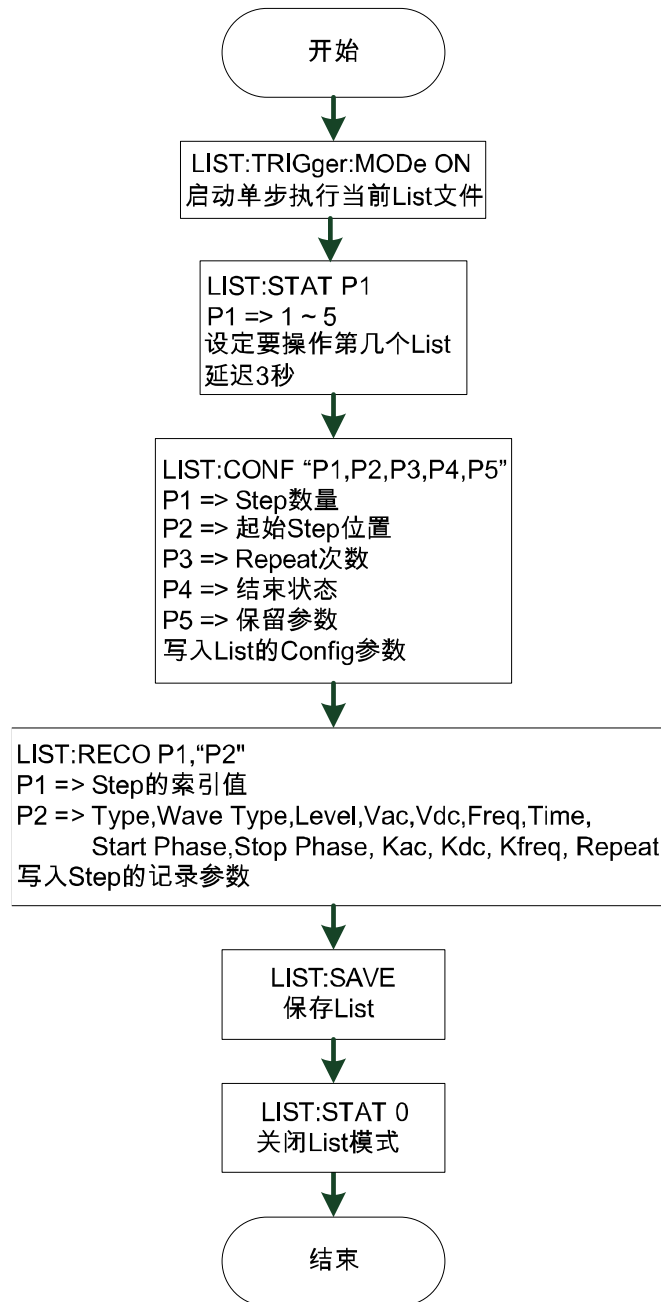 开始
LIST:TRIGger:MODe ON
启动单步执行当前List文件
LIST:STAT P1
P1 => 1 ~ 5
设定要操作第几个List
延迟3秒
LIST:CONF “P1,P2,P3,P4,P5”
P1 => Step数量
P2 => 起始Step位置
P3 => Repeat次数
P4 => 结束状态
P5 => 保留参数
写入List的Config参数
LIST:RECO P1,“P2"
P1 => Step的索引值
P2 => Type,Wave Type,Level,Vac,Vdc,Freq,Time,
Start Phase,Stop Phase, Kac, Kdc, Kfreq, Repeat
写入Step的记录参数
LIST:SAVE
保存List
LIST:STAT 0
关闭List模式
结束